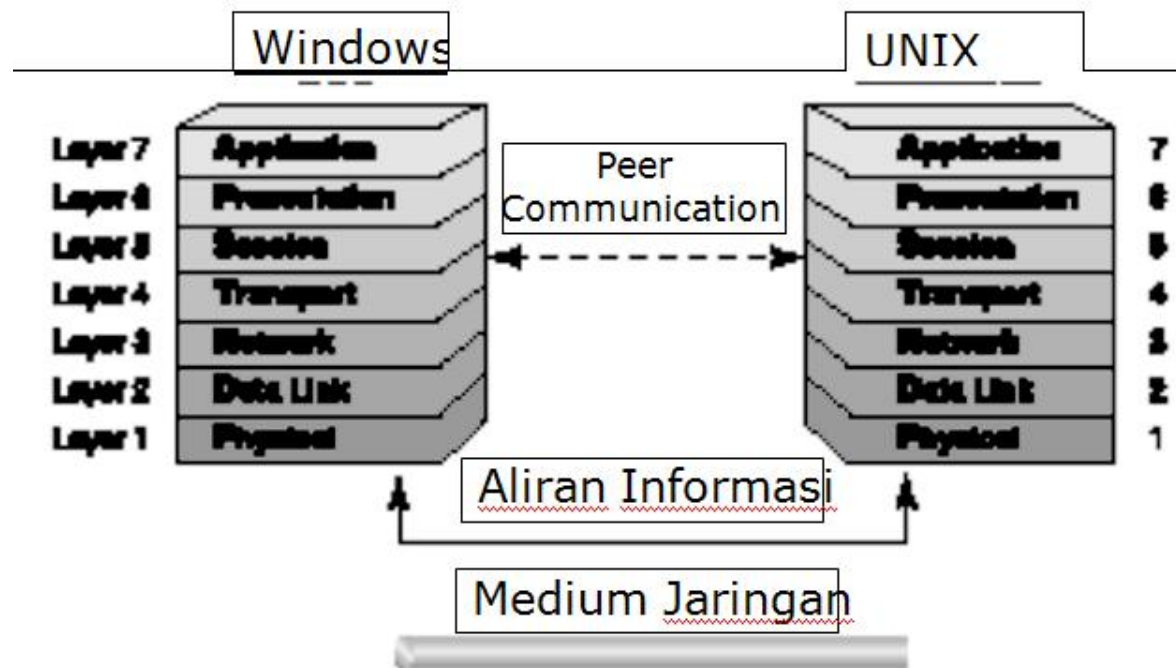 Windows
UNIX
Layer 7 Application
Application 7
Layer 6 Presentation
Presentation 6
Layer 5 Session
Session 5
Layer 4 Transport
Transport 4
Layer 3 Network
Network 3
Layer 2 Data Link
Data Link 2
Layer 1 Physical
Physical 1
Peer
Communication
Aliran Informasi
Medium Jaringan